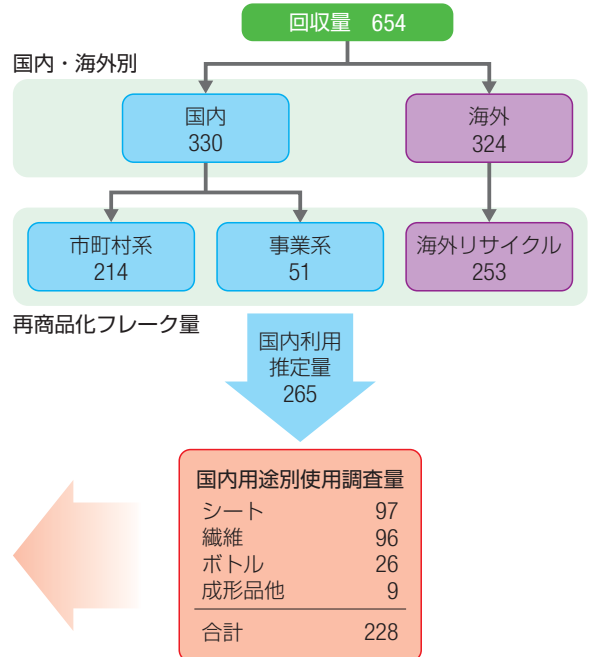 回収量 654
国内・海外別
国内
330
海外
324
市町村系
214
事業系
51
海外リサイクル
253
再商品化フレーク量
国内利用
推定量
265
国内用途別使用調査量
シート 97
繊維 96
ボトル 26
成形品他 9
合計 228